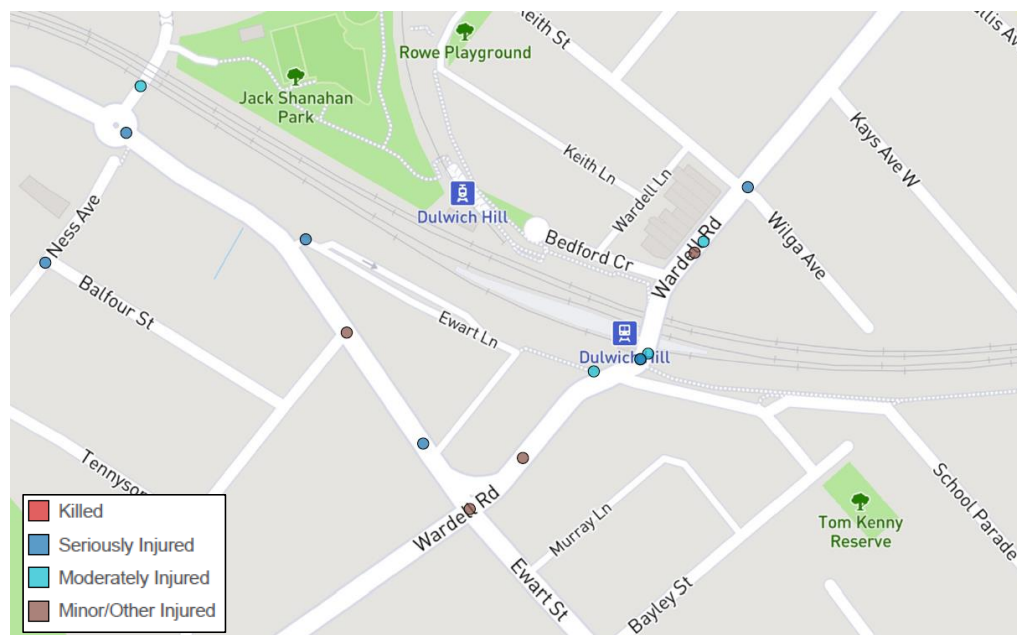 Keith St
Rowe Playground
Jack Shanahan
Park
Kays Ave W
Keith Ln
Wardell Ln
Dulwich Hill
Ness Ave
Bedford Cr
Wardell Rd
Wilga Ave
Balfour St
Ewart Ln
Dulwich Hill
Tennyson
Wardell Rd
Murray Ln
Ewart St
Bayley St
Tom Kenny
Reserve
School Parade
Killed
Seriously Injured
Moderately Injured
Minor/Other Injured